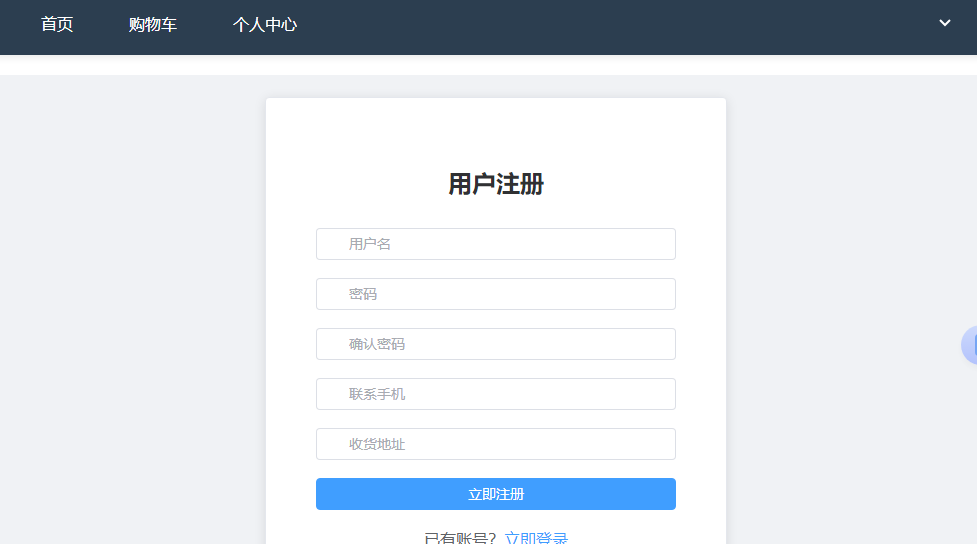 首页 购物车 个人中心
用户注册
用户名
密码
确认密码
联系手机
收货地址
立即注册
已有账号？立即登录